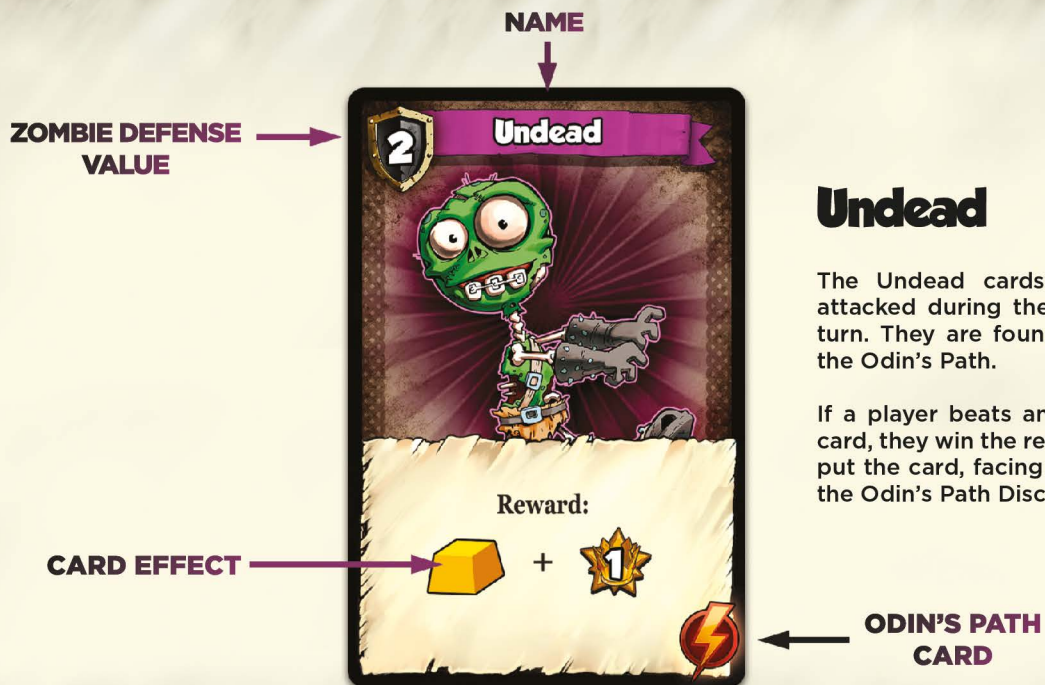 NAME
ZOMBIE DEFENSE
VALUE
2
Undead
Reward:
+
1
CARD EFFECT
ODIN'S PATH
CARD
Undead
The Undead cards
attacked during the
turn. They are foun
the Odin's Path.
If a player beats an
card, they win the re
put the card, facing
the Odin's Path Disc